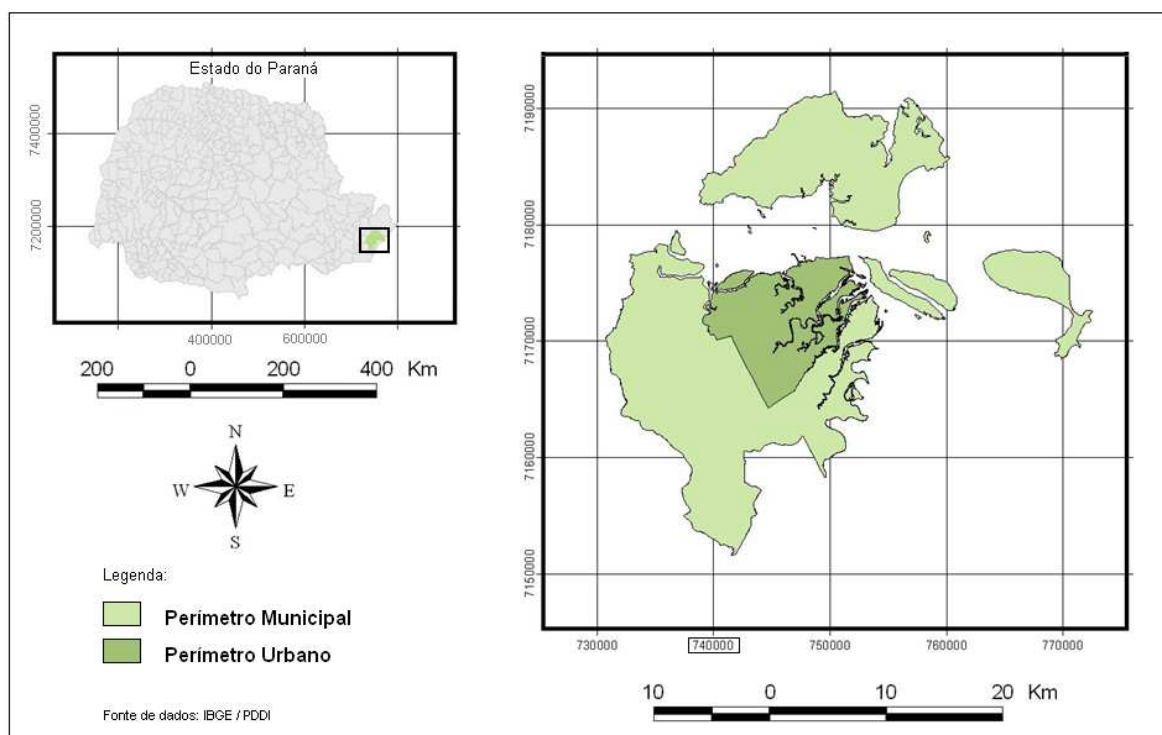 Estado do Paraná
7400000
7200000
400000
600000
200 0 200 400 Km
N
W E
S
Legenda:
Perímetro Municipal
Perímetro Urbano
Fonte de dados: IBGE / PDDI
7190000
7180000
7170000
7160000
7150000
730000 740000 750000 760000 770000
10 0 10 20 Km